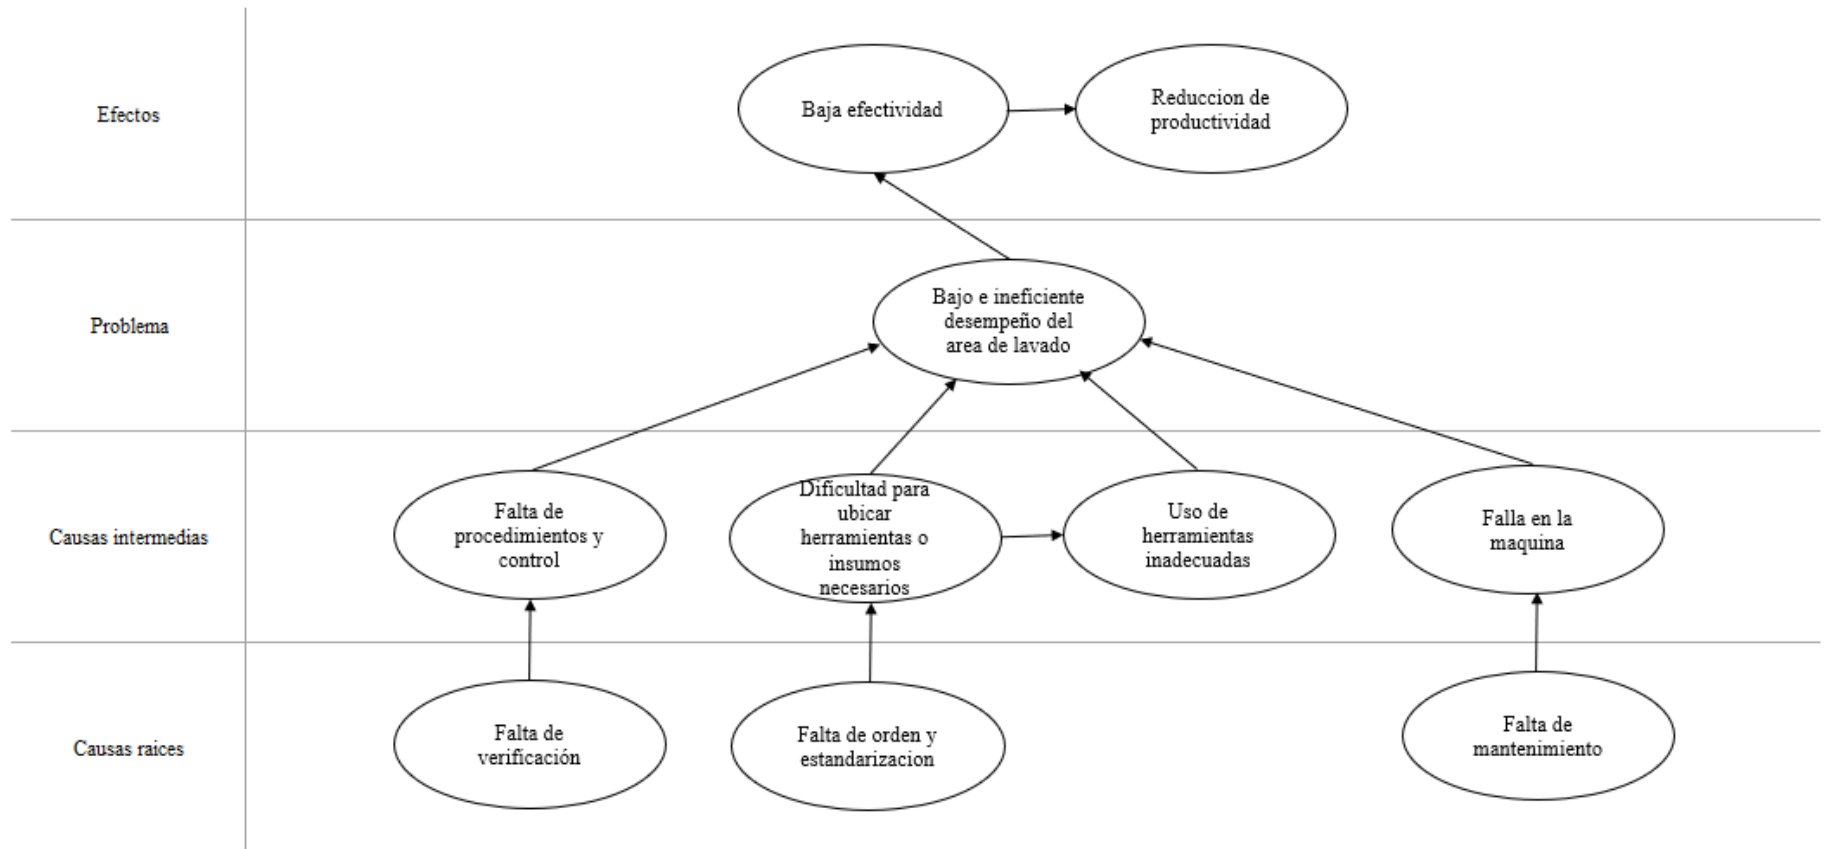 Efectos
Baja efectividad
Reduccion de
productividad
Problema
Bajo e ineficiente
desempeño del
area de lavado
Causas intermedias
Falta de
procedimientos y
control
Dificultad para
ubicar
herramientas o
insumos
necesarios
Uso de
herramientas
inadecuadas
Falla en la
maquina
Causas raices
Falta de
verificación
Falta de orden y
estandarizacion
Falta de
mantenimiento